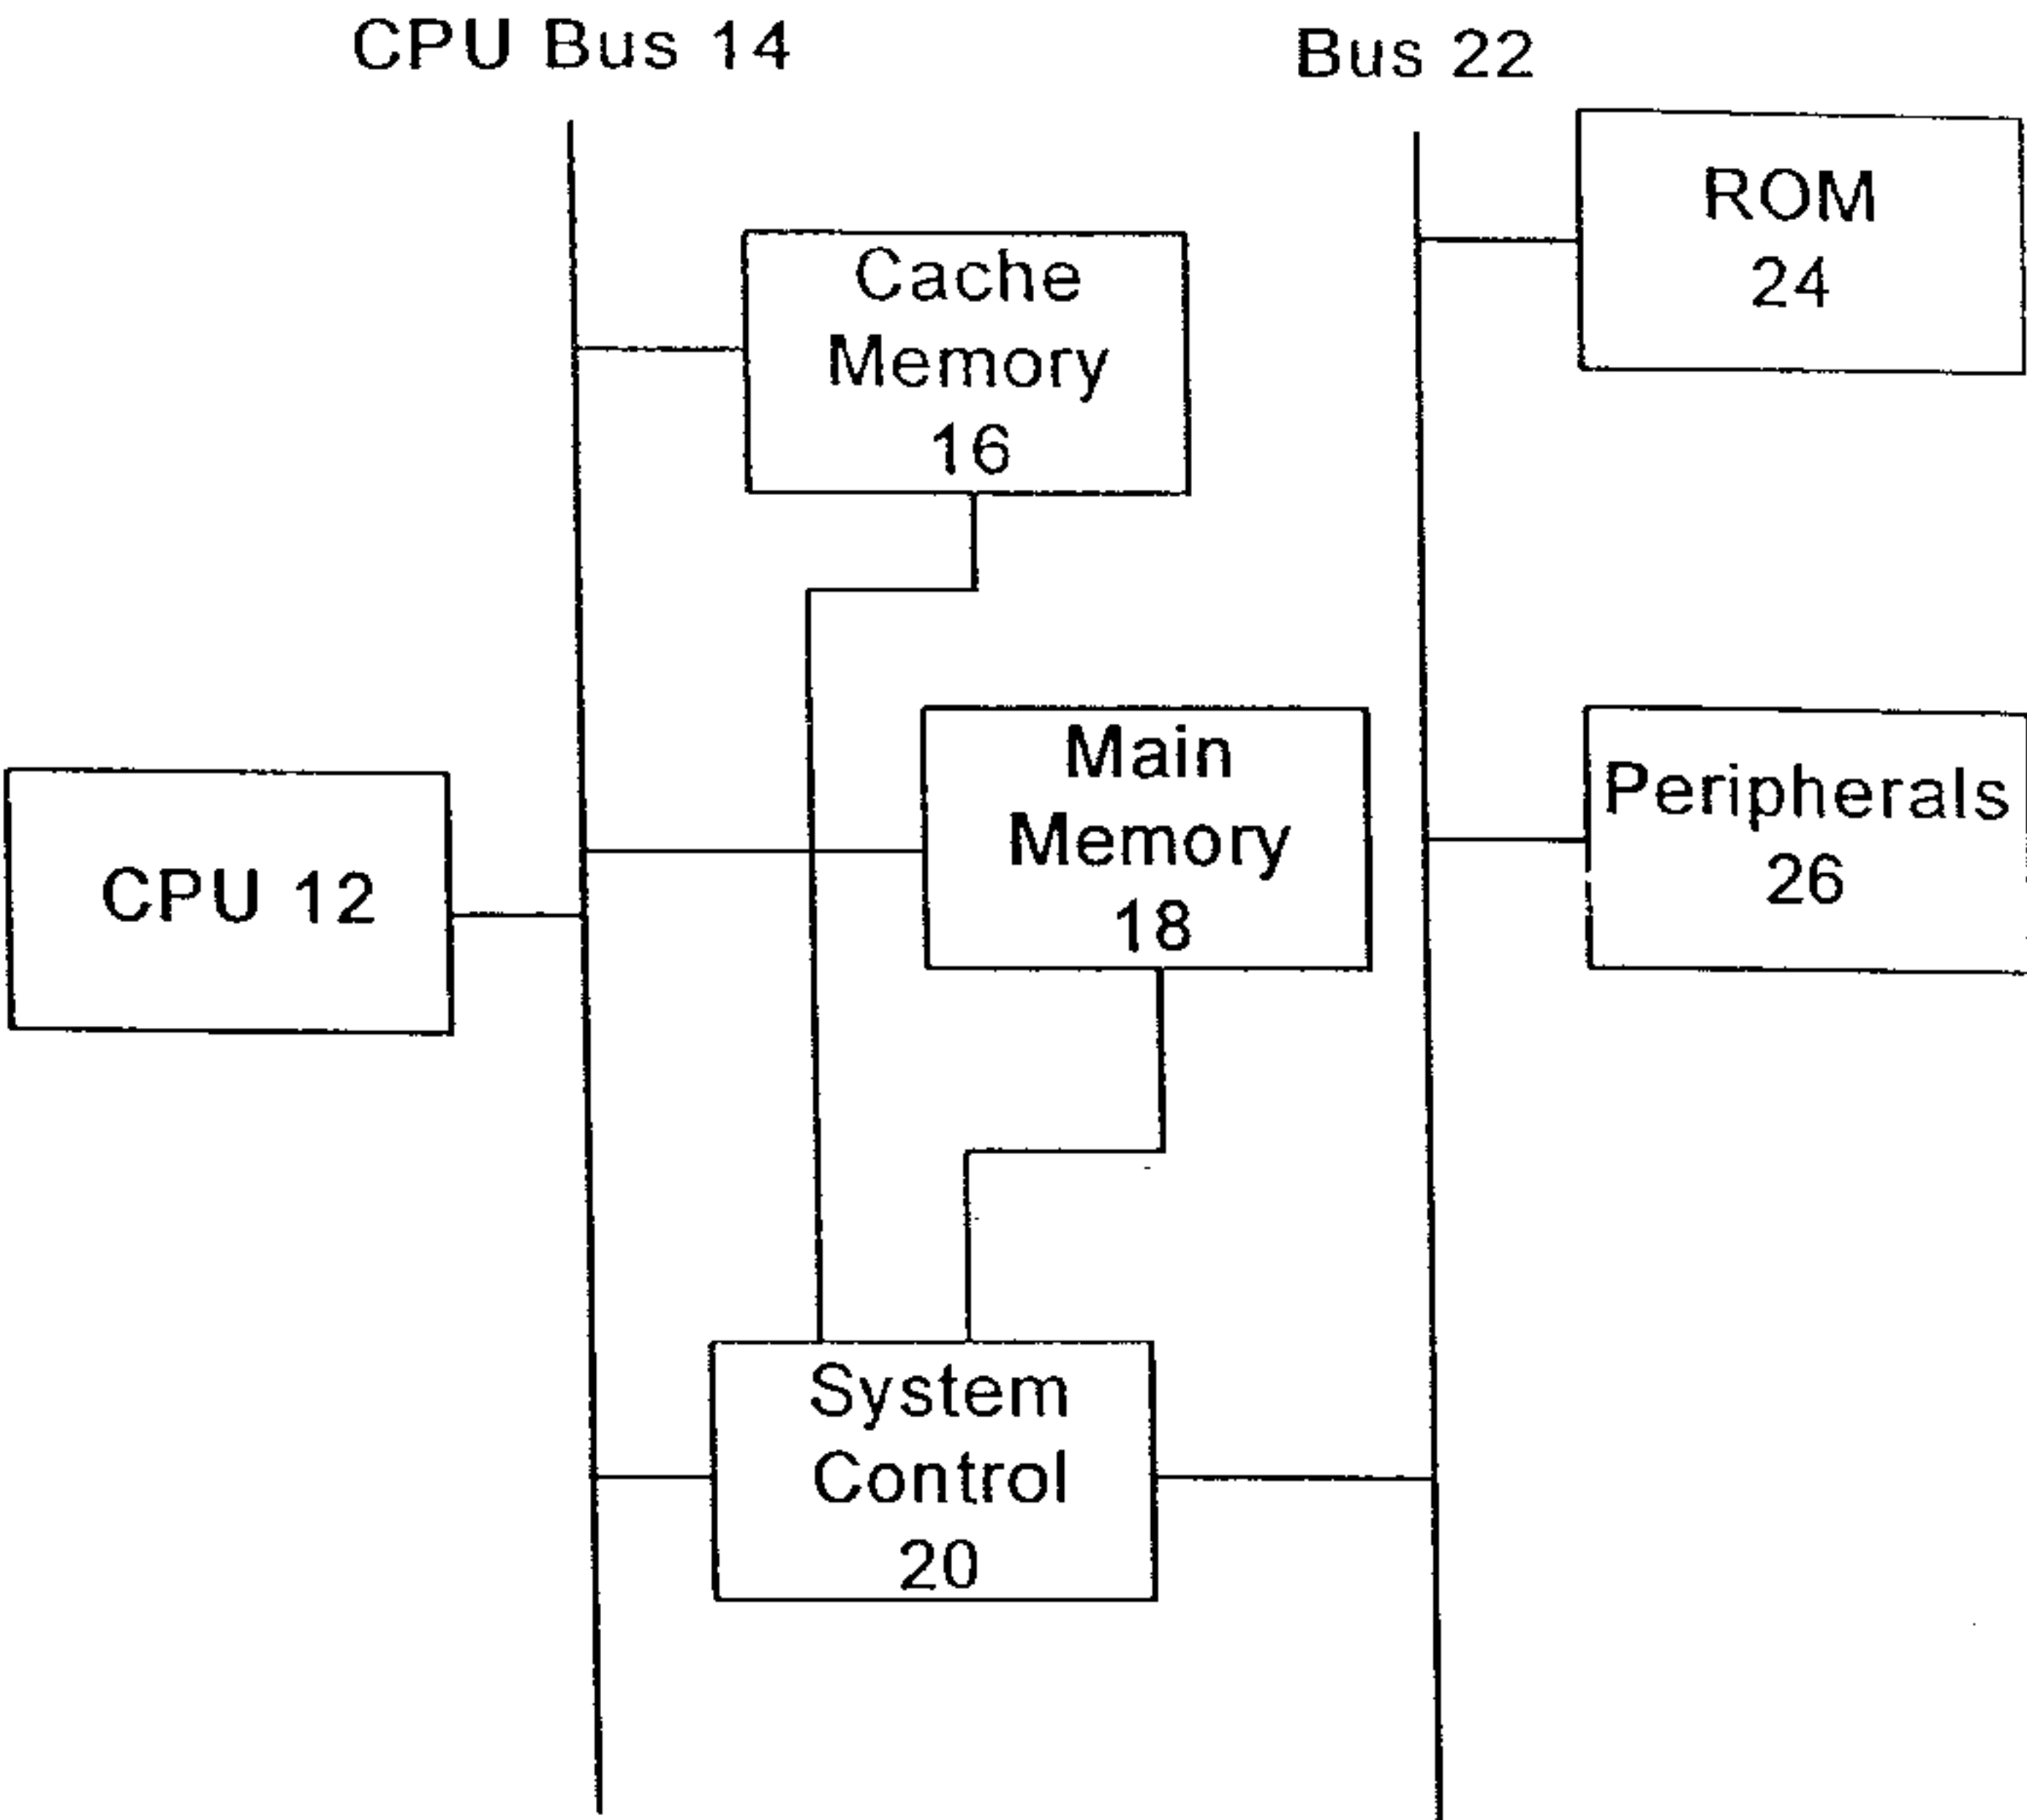 CPU Bus 14
Bus 22
ROM
24
Cache
Memory
16
Main
Memory
18
Peripherals
26
CPU 12
System
Control
20